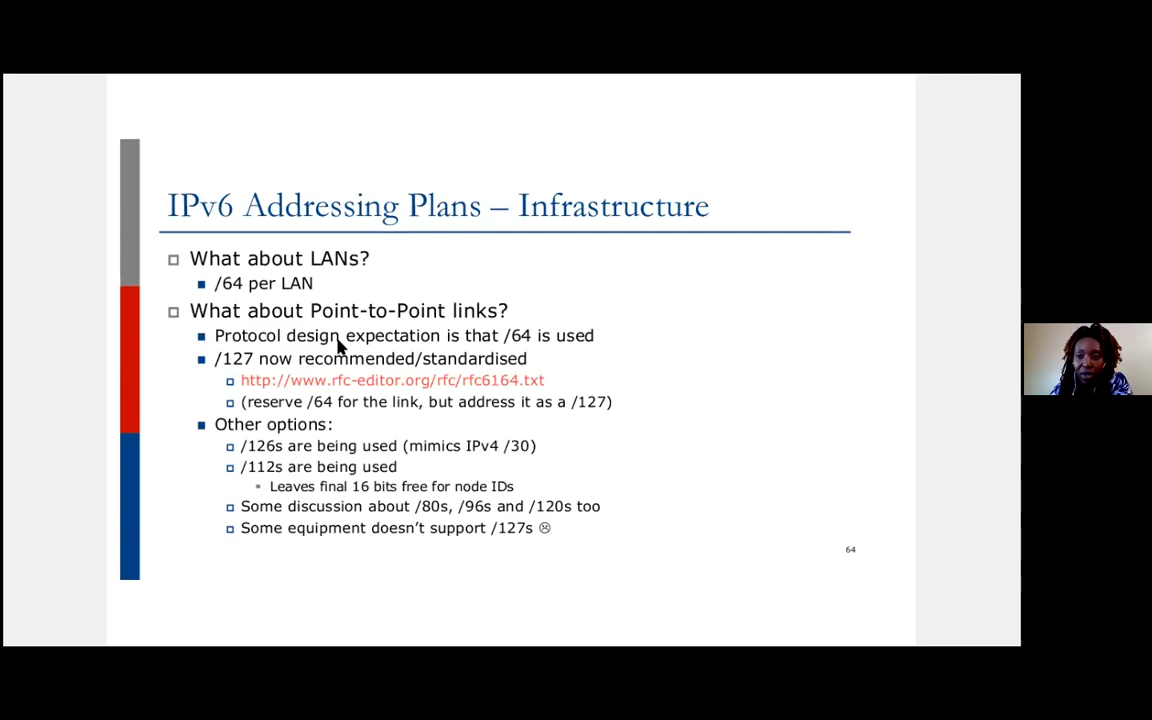 IPv6 Addressing Plans – Infrastructure
What about LANs?
/64 per LAN
What about Point-to-Point links?
Protocol design expectation is that /64 is used
/127 now recommended/standardised
http://www.rfc-editor.org/rfc/rfc6164.txt
(reserve /64 for the link, but address it as a /127)
Other options:
/126s are being used (mimics IPv4 /30)
/112s are being used
Leaves final 16 bits free for node IDs
Some discussion about /80s, /96s and /120s too
Some equipment doesn’t support /127s ☹
64